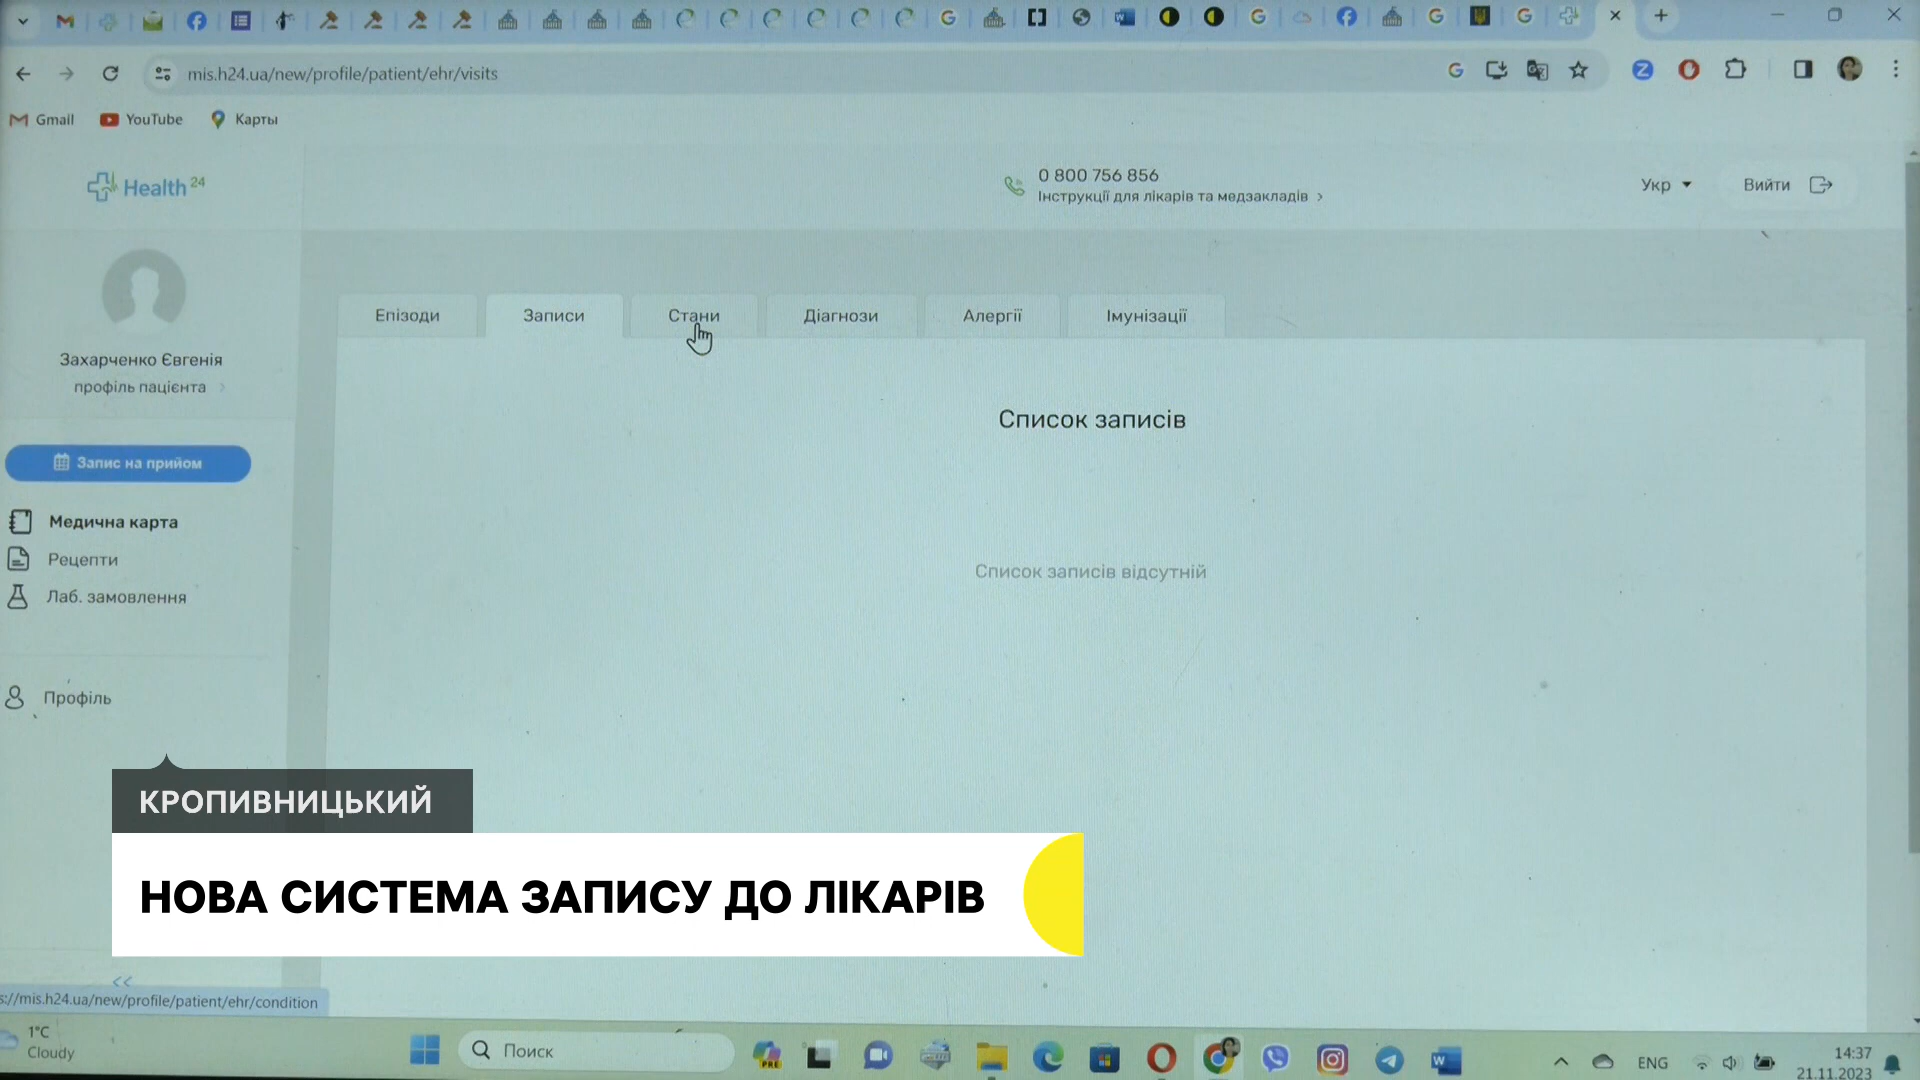 mis.h24.ua/new/profile/patient/ehr/visits
Gmail
YouTube
Карты
Health 24
0 800 756 856
Інструкції для лікарів та медзакладів
Укр
Вийти
Епізоди
Записи
Стани
Діагнози
Алергії
Імунізації
Захарченко Євгенія
профіль пацієнта
Список записів
Запис на прийом
Медична карта
Рецепти
Лаб. замовлення
Список записів відсутній
Профіль
КРОПИВНИЦЬКИЙ
НОВА СИСТЕМА ЗАПИСУ ДО ЛІКАРІВ
s://mis.h24.ua/new/profile/patient/ehr/condition
1°C
Cloudy
Поиск
PRE
ENG
14:37
21.11.2023